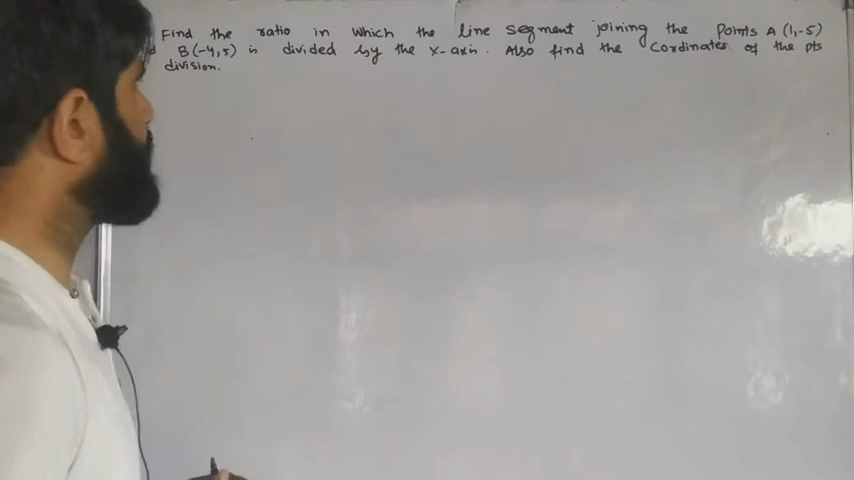 Find the ratio in which the line segment joining the Points A (1,-5)
B(-4,5) is divided by the X-axis. Also find the Cordinates of the pts
division.